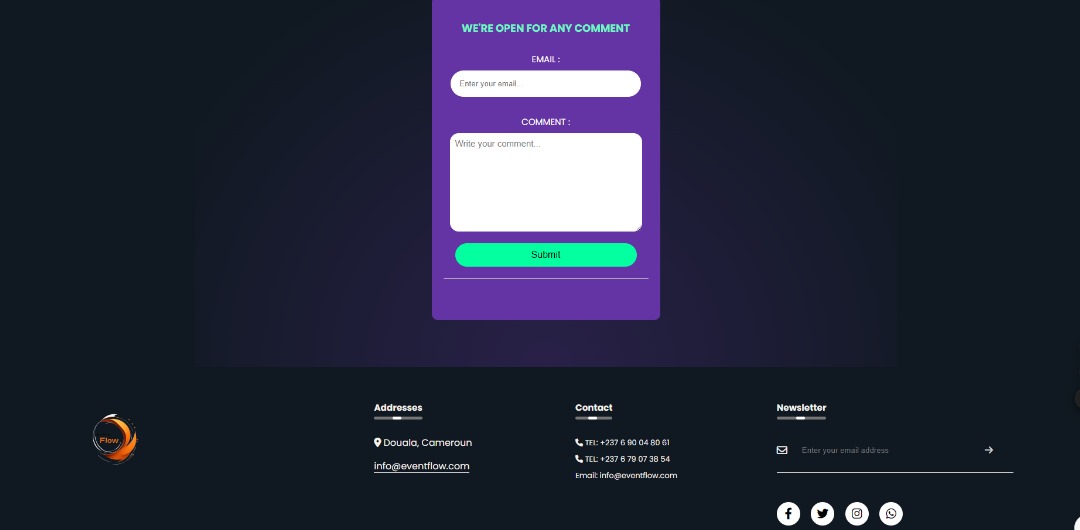 WE'RE OPEN FOR ANY COMMENT
EMAIL :
Enter your email...
COMMENT :
Write your comment...
Submit
Flow
Addresses
Douala, Cameroun
info@eventflow.com
Contact
TEL: +237 6 90 04 80 61
TEL: +237 6 79 07 38 54
Email: info@eventflow.com
Newsletter
Enter your email address